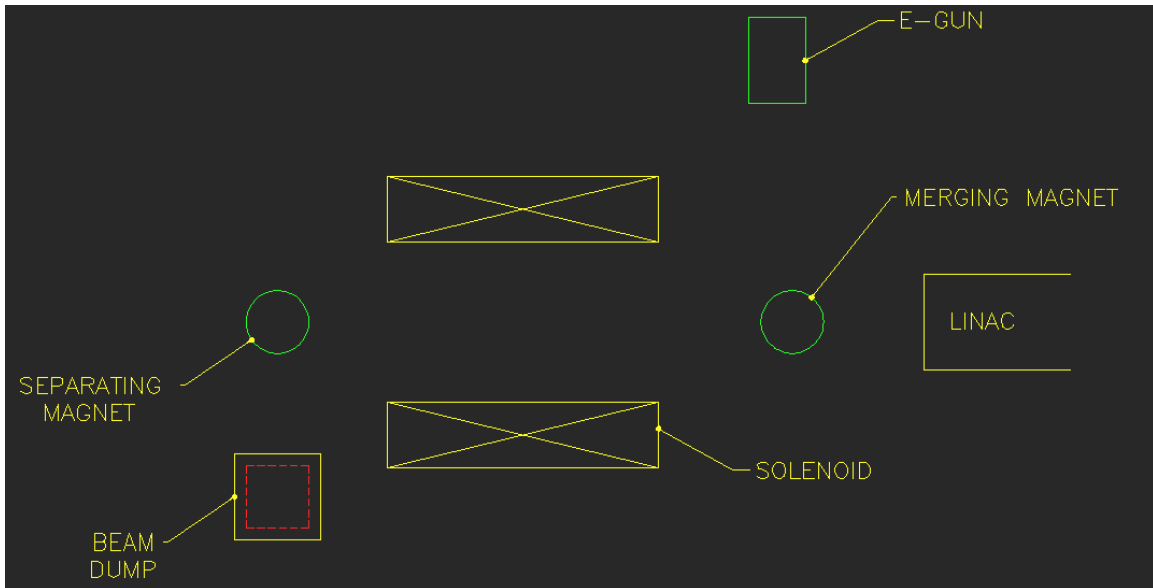 E-GUN
MERGING MAGNET
LINAC
SEPARATING
MAGNET
SOLENOID
BEAM
DUMP